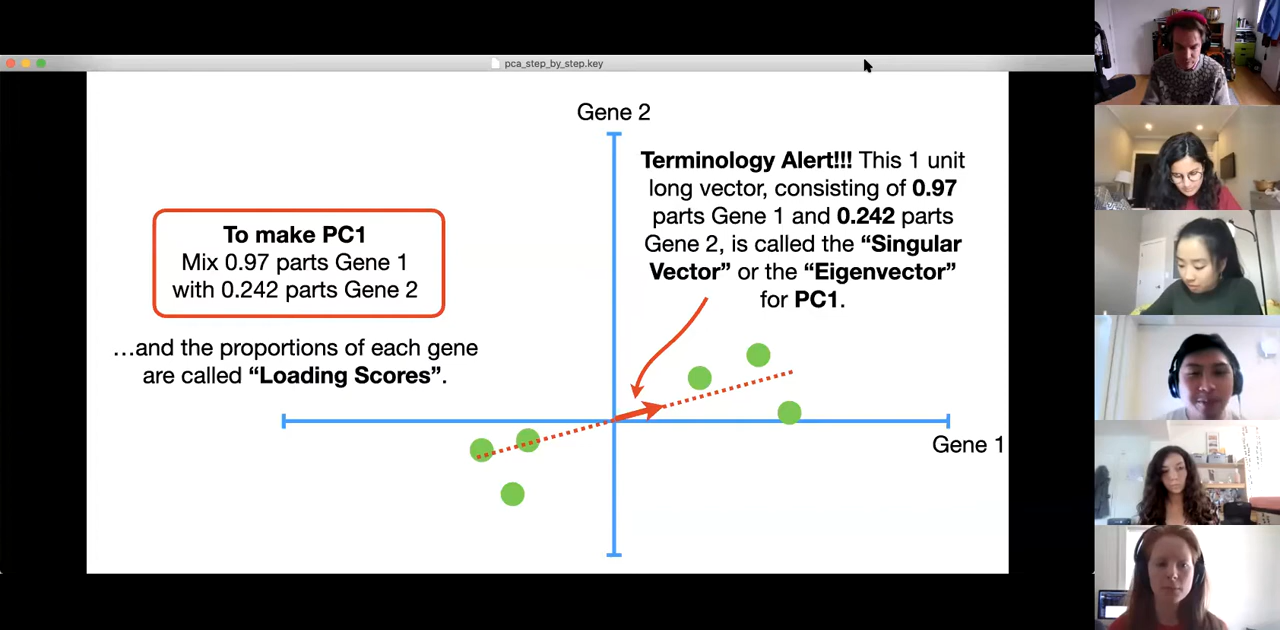 pca_step_by_step.key
Gene 2
Terminology Alert!!! This 1 unit
long vector, consisting of 0.97
parts Gene 1 and 0.242 parts
Gene 2, is called the “Singular
Vector” or the “Eigenvector”
for PC1.
To make PC1
Mix 0.97 parts Gene 1
with 0.242 parts Gene 2
…and the proportions of each gene
are called “Loading Scores”.
Gene 1